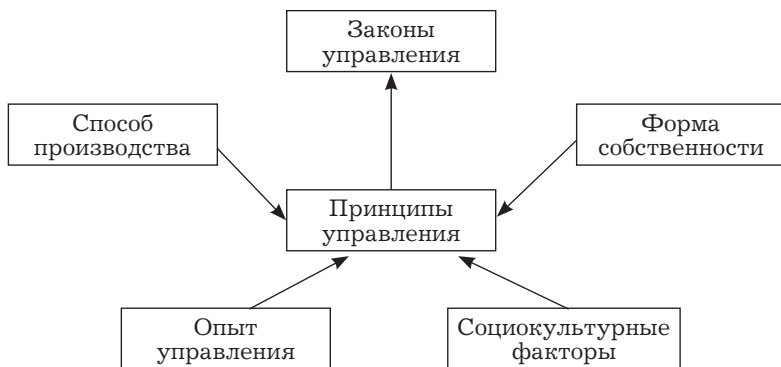 Законы
управления
Способ
производства
Форма
собственности
Принципы
управления
Опыт
управления
Социокультурные
факторы